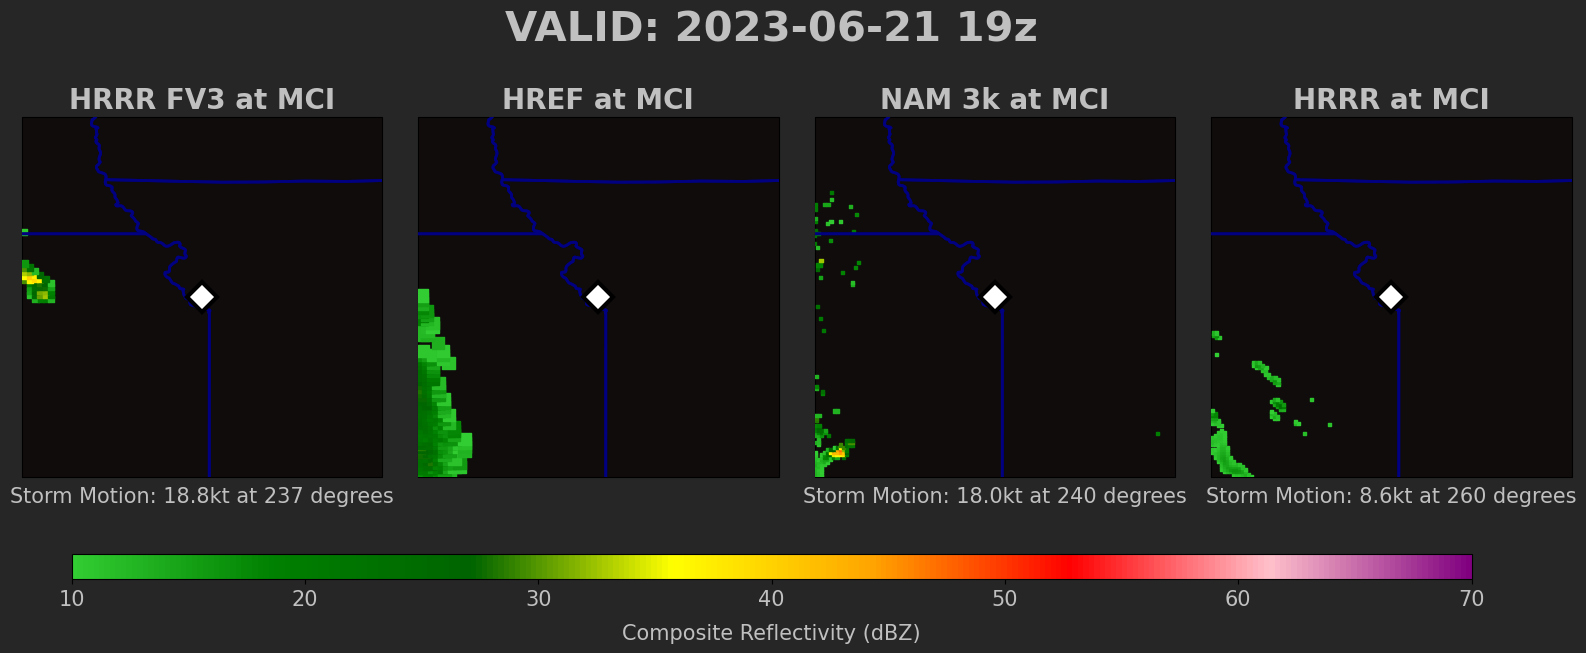 VALID: 2023-06-21 19z
HRRR FV3 at MCI
HREF at MCI
NAM 3k at MCI
HRRR at MCI
Storm Motion: 18.8kt at 237 degrees
Storm Motion: 18.0kt at 240 degrees
Storm Motion: 8.6kt at 260 degrees
10 20 30 40 50 60 70
Composite Reflectivity (dBZ)